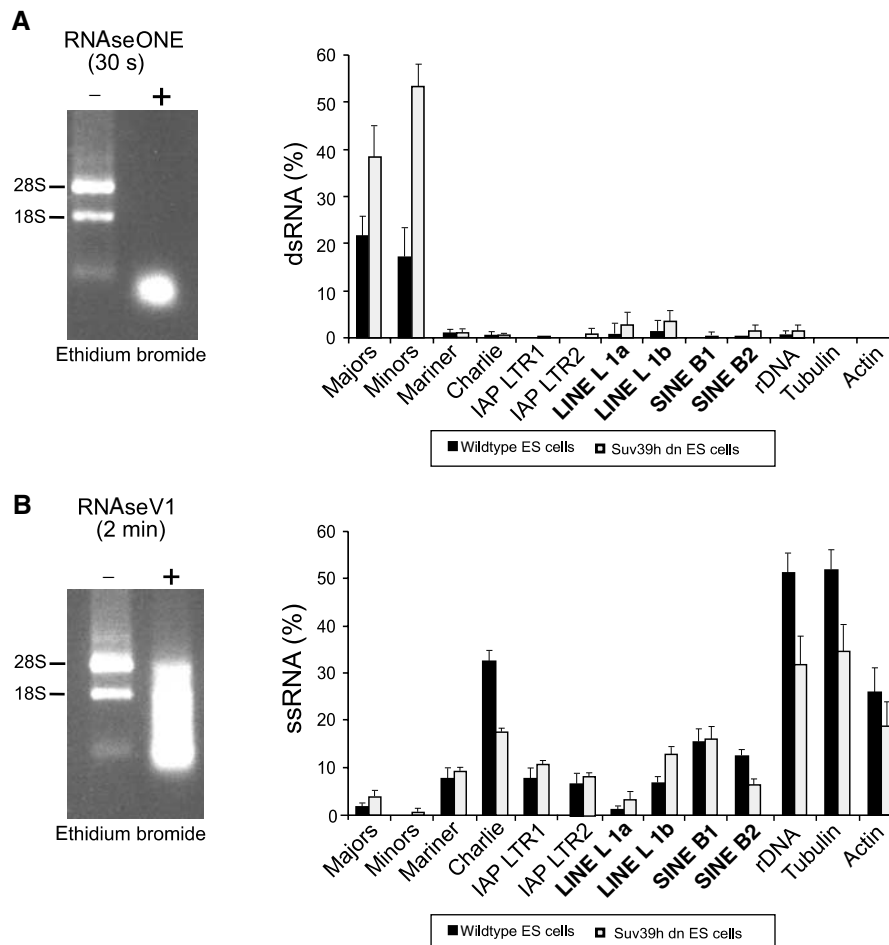 A
RNAseONE
(30 s)
– +
28S
18S
Ethidium bromide
dsRNA (%)
60
50
40
30
20
10
0
Majors
Minors
Mariner
Charlie
IAP LTR1
IAP LTR2
LINE L 1a
LINE L 1b
SINE B1
SINE B2
rDNA
Tubulin
Actin
Wildtype ES cells Suv39h dn ES cells
B
RNAseV1
(2 min)
– +
28S
18S
Ethidium bromide
ssRNA (%)
60
50
40
30
20
10
0
Majors
Minors
Mariner
Charlie
IAP LTR1
IAP LTR2
LINE L 1a
LINE L 1b
SINE B1
SINE B2
rDNA
Tubulin
Actin
Wildtype ES cells Suv39h dn ES cells